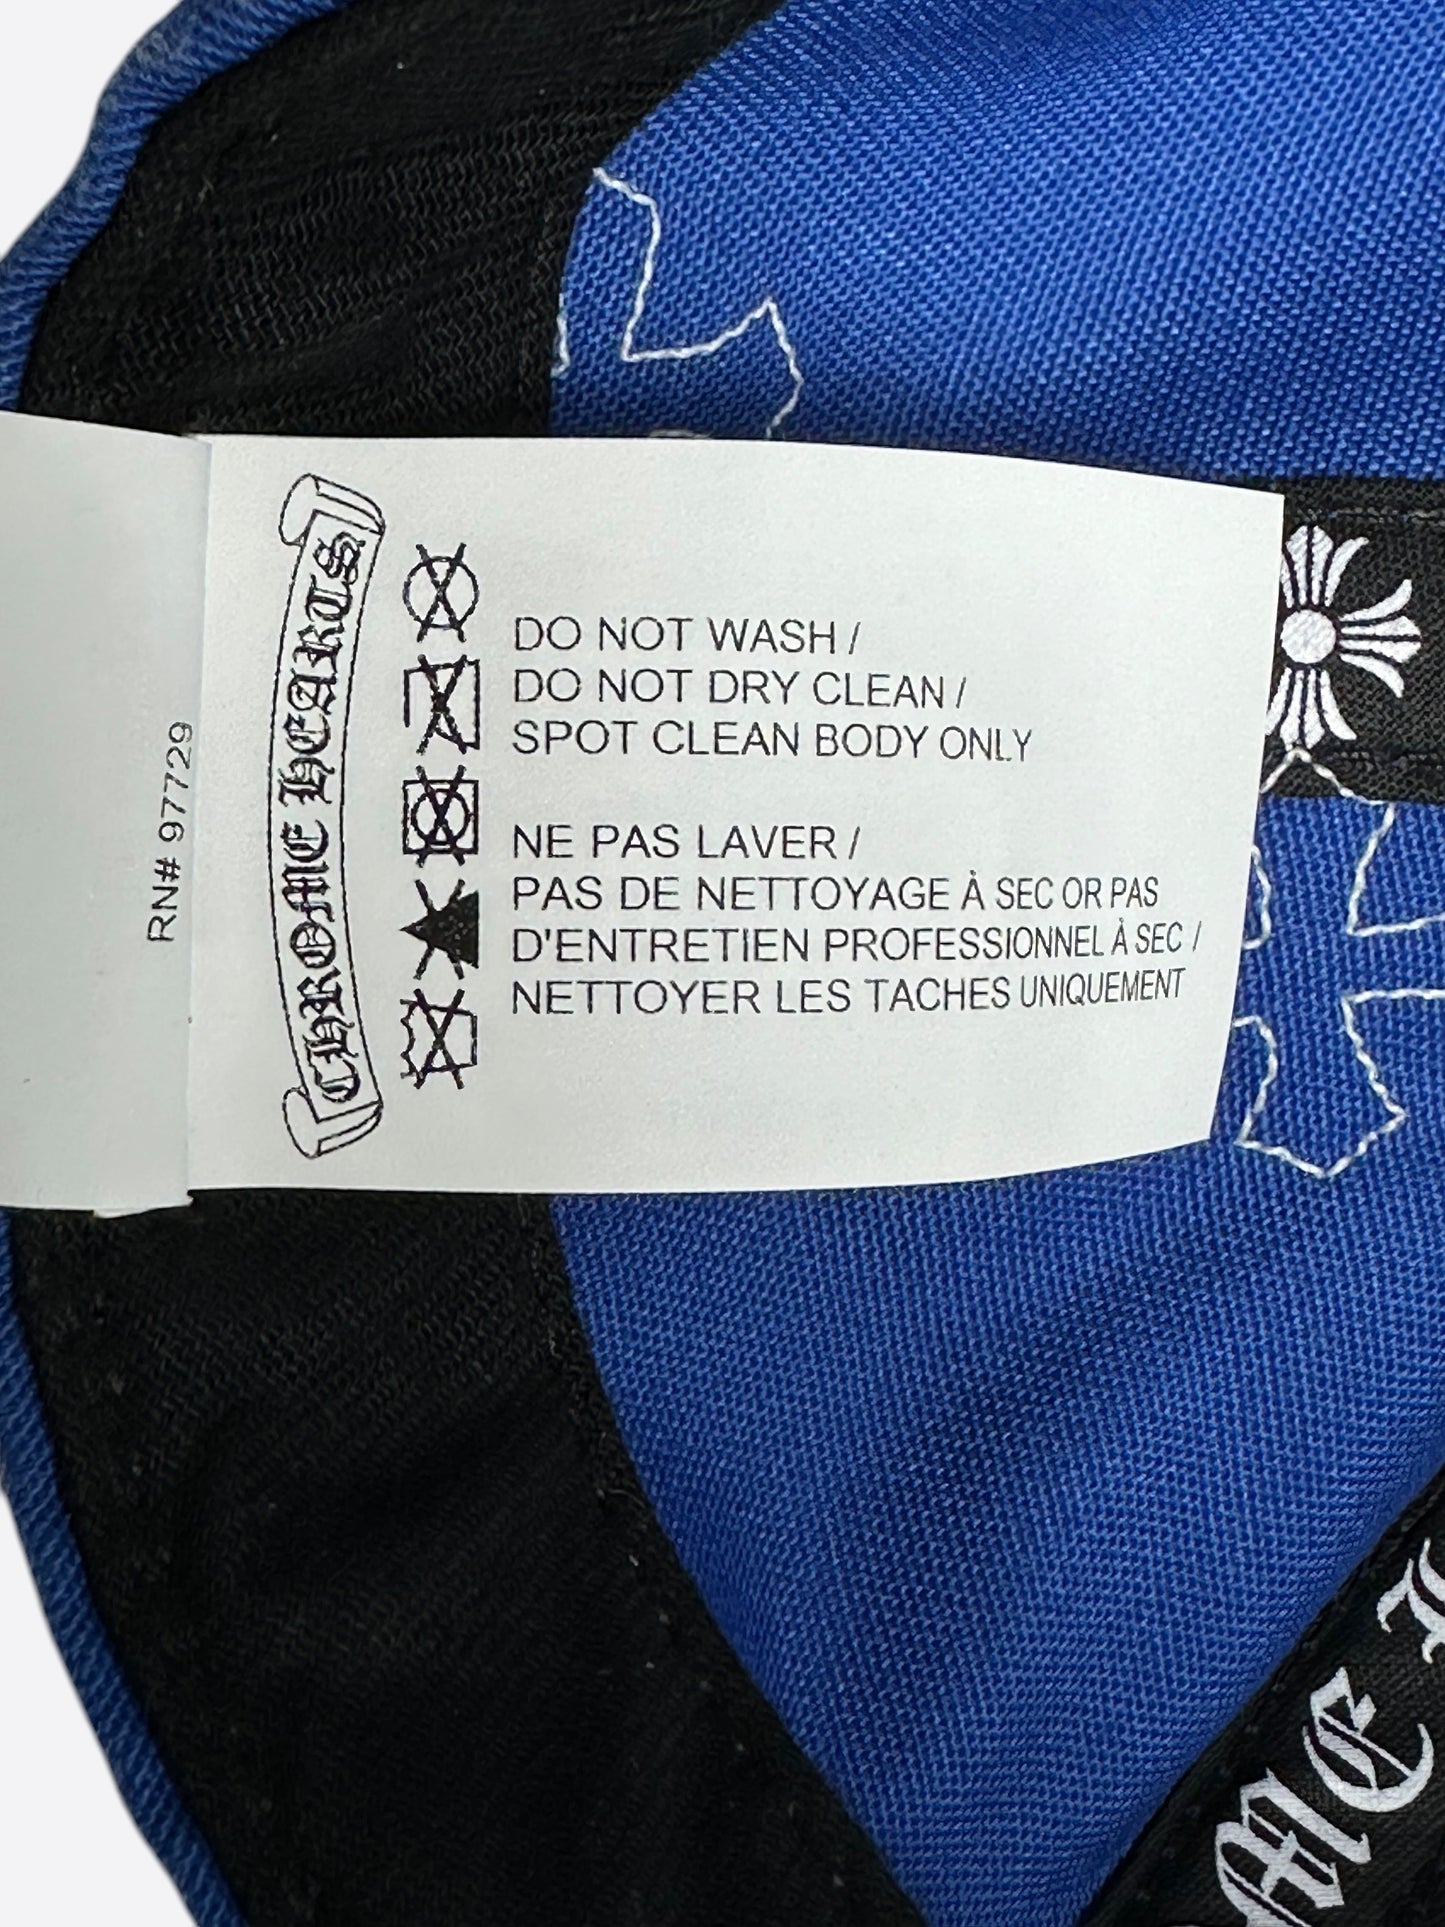 RN# 97729
CHROME HEARTS
DO NOT WASH /
DO NOT DRY CLEAN /
SPOT CLEAN BODY ONLY
NE PAS LAVER /
PAS DE NETTOYAGE À SEC OR PAS
D'ENTRETIEN PROFESSIONNEL À SEC /
NETTOYER LES TACHES UNIQUEMENT